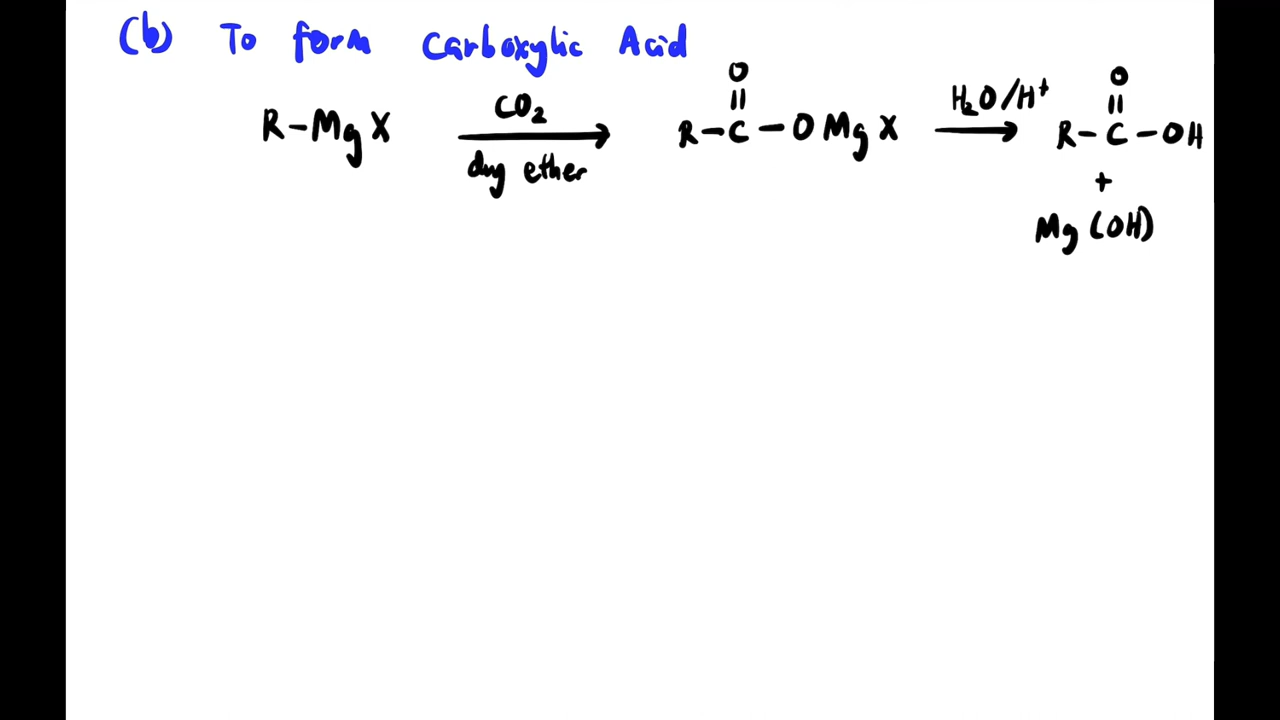 (b) To form Carboxylic Acid
R-MgX CO₂ dry ether R-C(=O)-OMgX H₂O/H⁺ R-C(=O)-OH
+
Mg(OH)